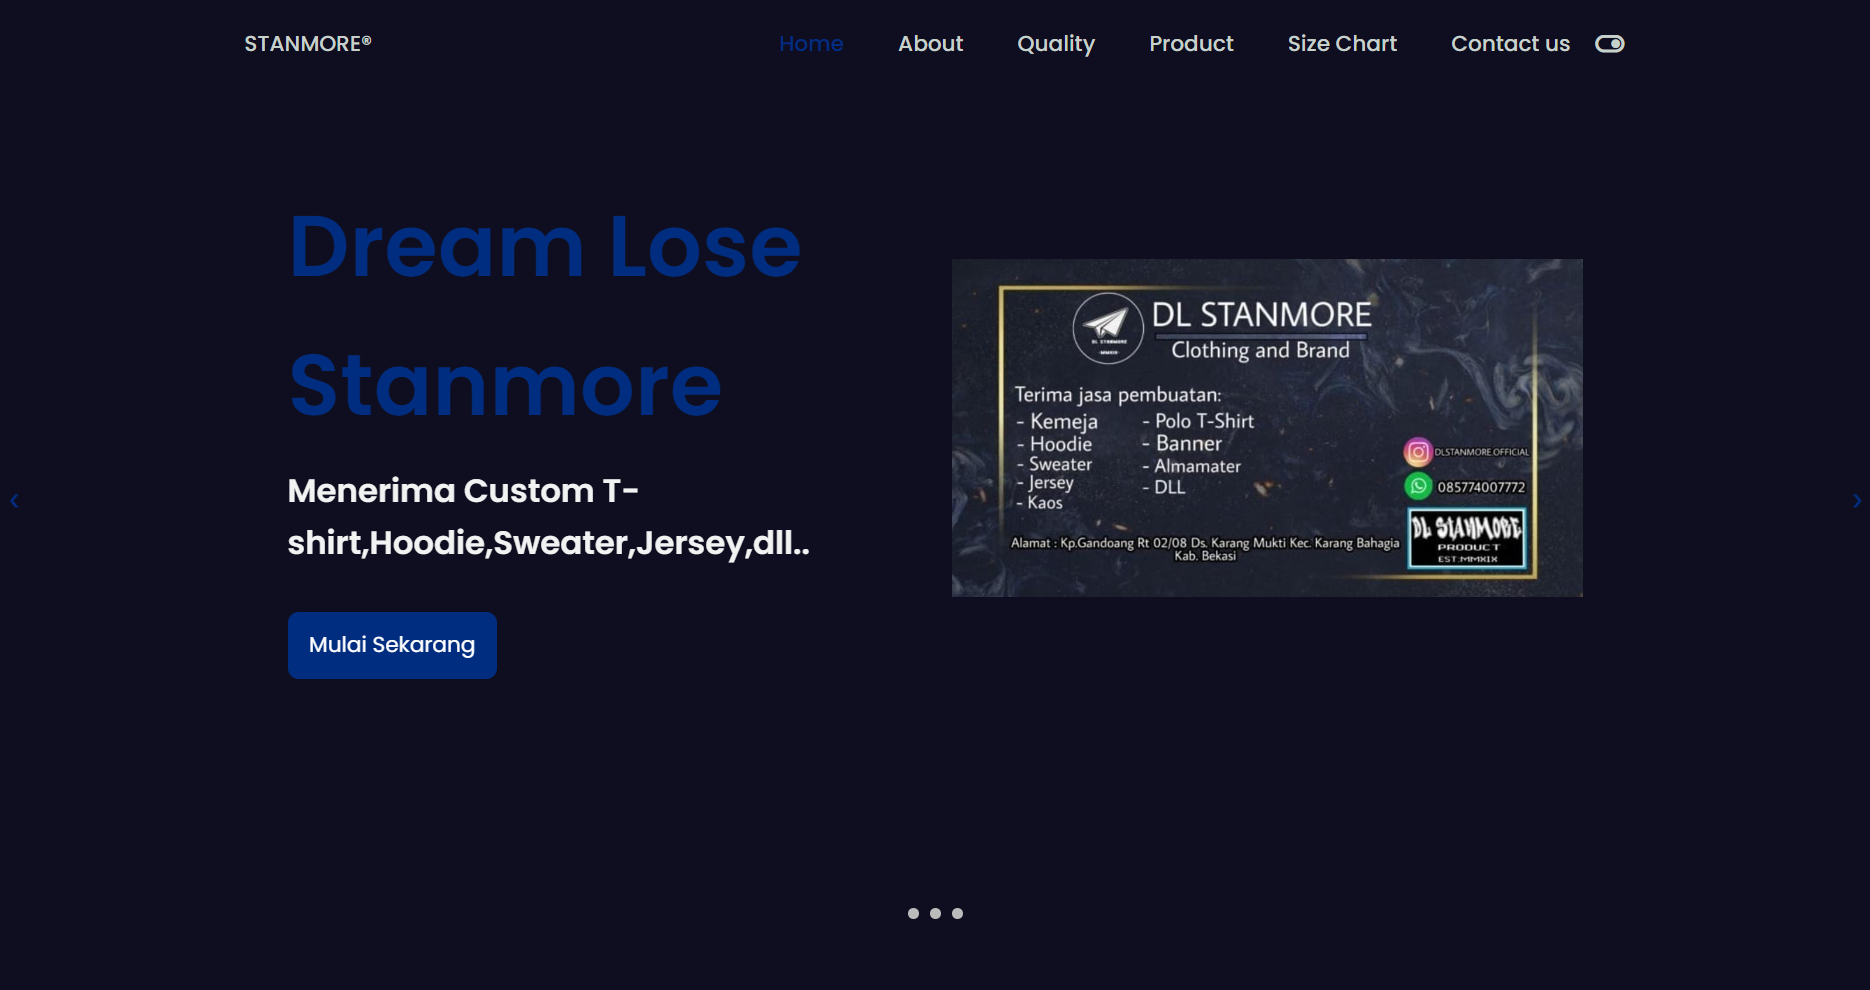 STANMORE®
Home
About
Quality
Product
Size Chart
Contact us
Dream Lose
Stanmore
Menerima Custom T-
shirt,Hoodie,Sweater,Jersey,dll..
Mulai Sekarang
DL STANMORE
Clothing and Brand
DL STANMORE
-MMXIX-
Terima jasa pembuatan:
- Kemeja
- Hoodie
- Sweater
- Jersey
- Kaos
- Polo T-Shirt
- Banner
- Almamater
- DLL
DLSTANMORE.OFFICIAL
085774007772
DL STANMORE
PRODUCT
EST:MMXIX
Alamat : Kp.Gandoang Rt 02/08 Ds. Karang Mukti Kec. Karang Bahagia
Kab. Bekasi